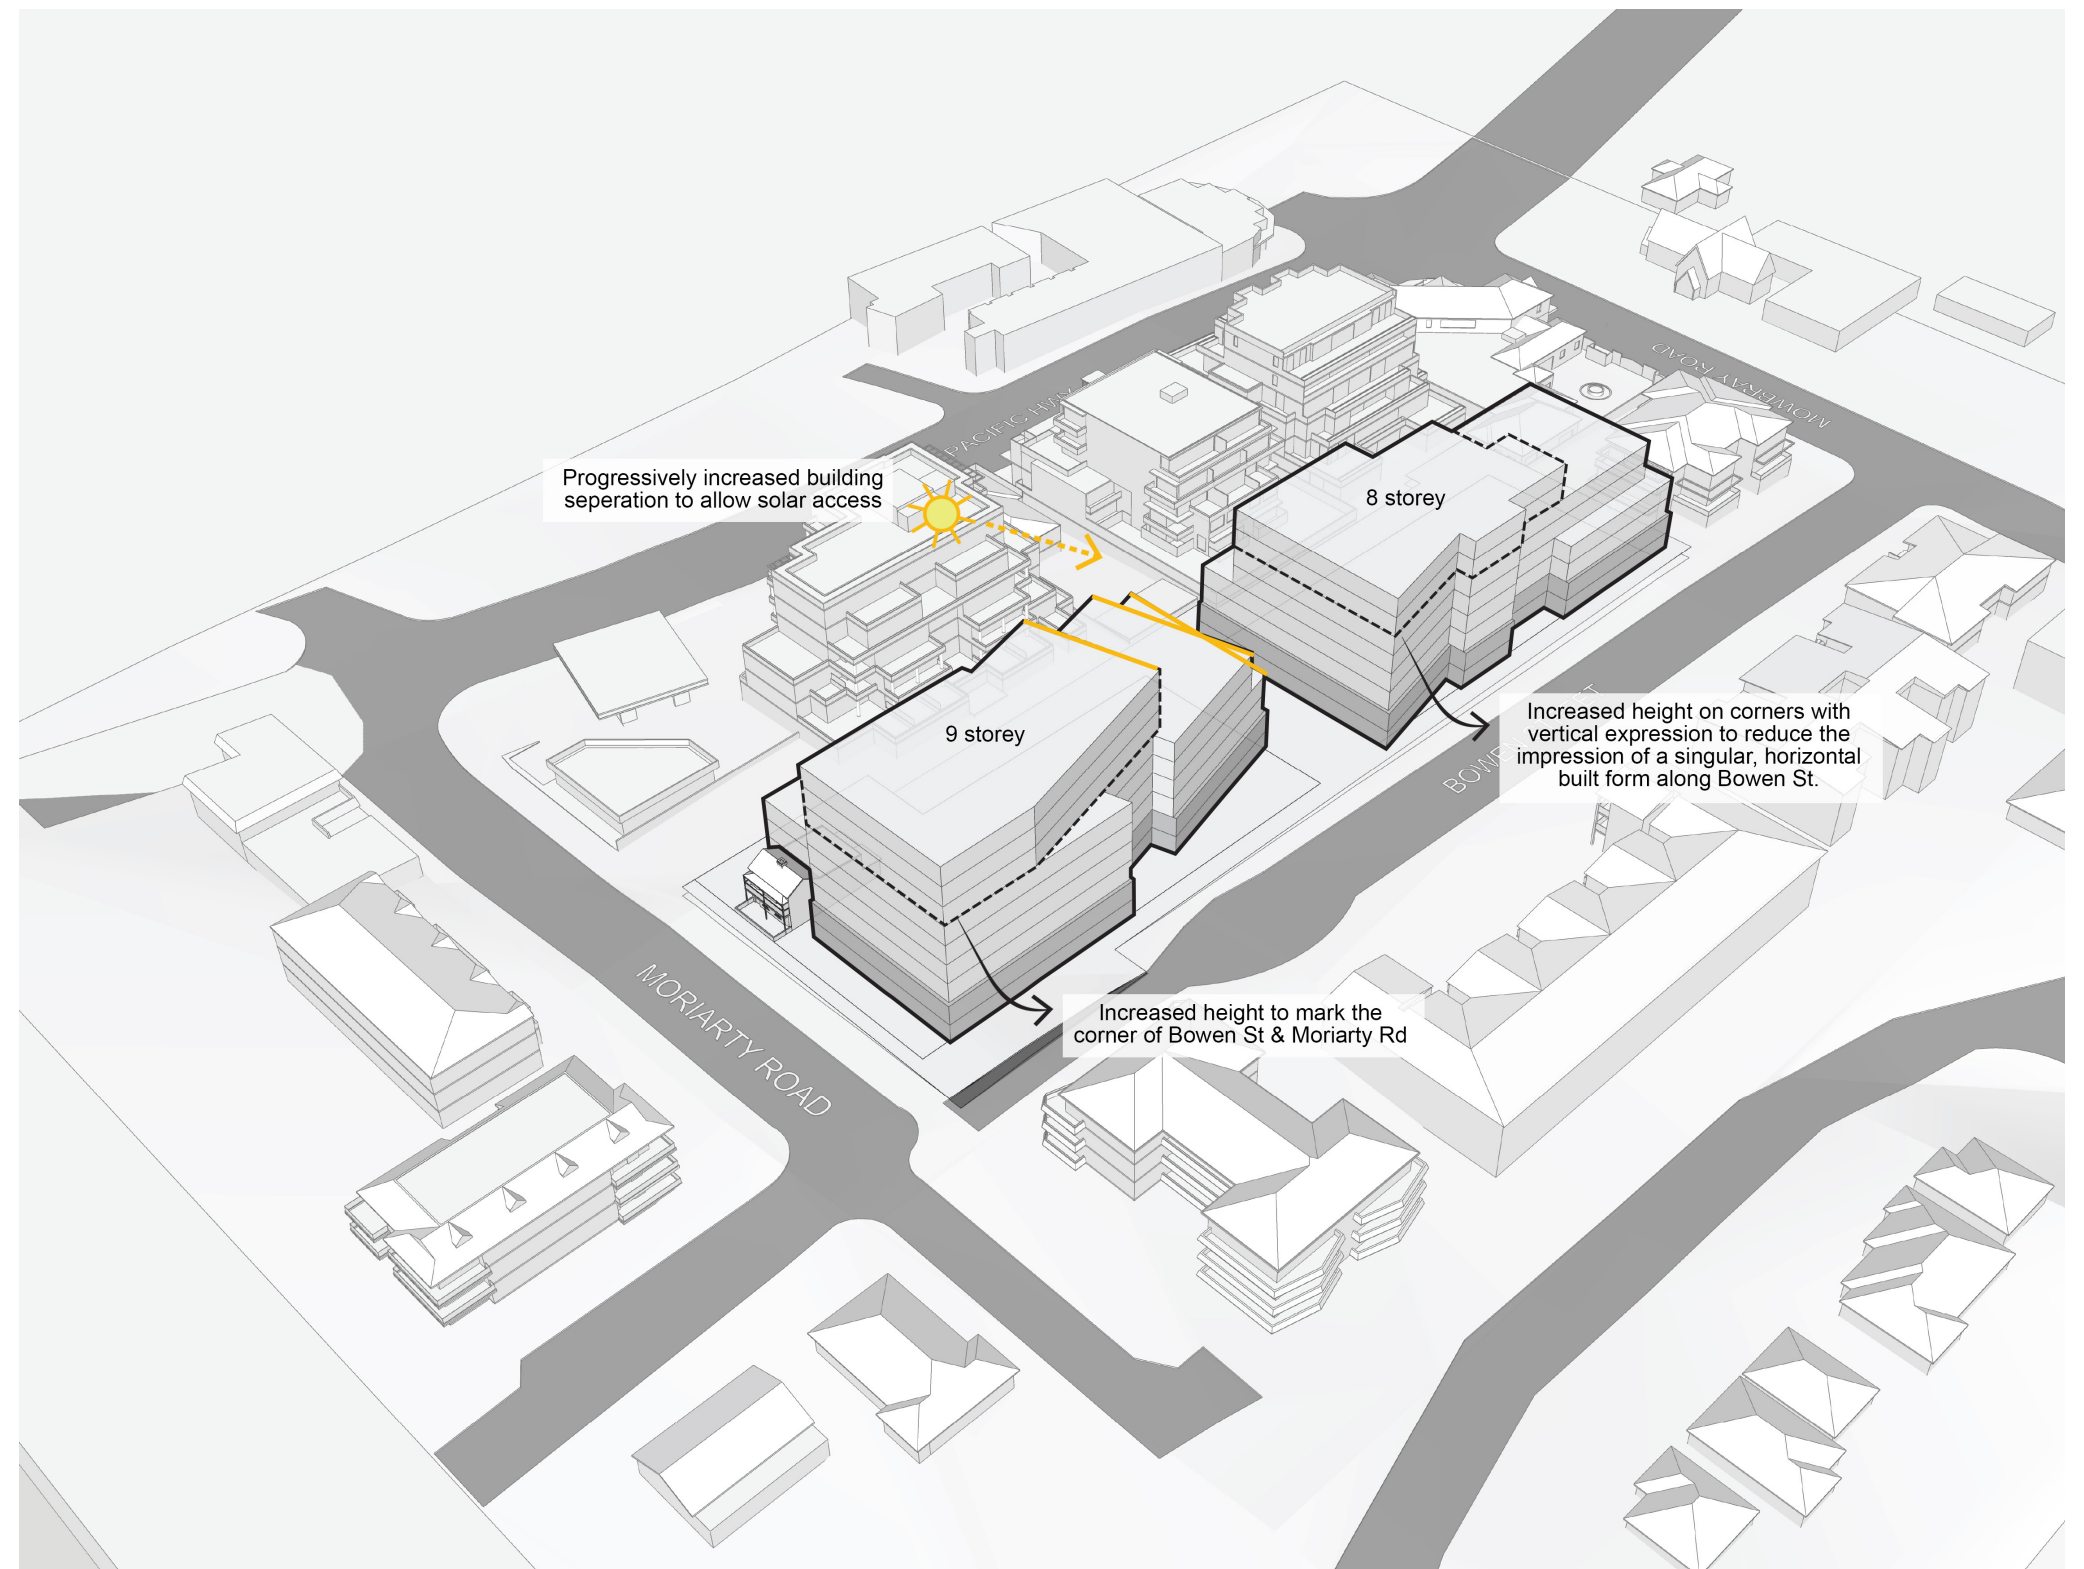 MOWBRAY ROAD
PACIFIC HWY
Progressively increased building
seperation to allow solar access
8 storey
9 storey
Increased height on corners with
vertical expression to reduce the
impression of a singular, horizontal
built form along Bowen St.
Increased height to mark the
corner of Bowen St & Moriarty Rd
MORIARTY ROAD